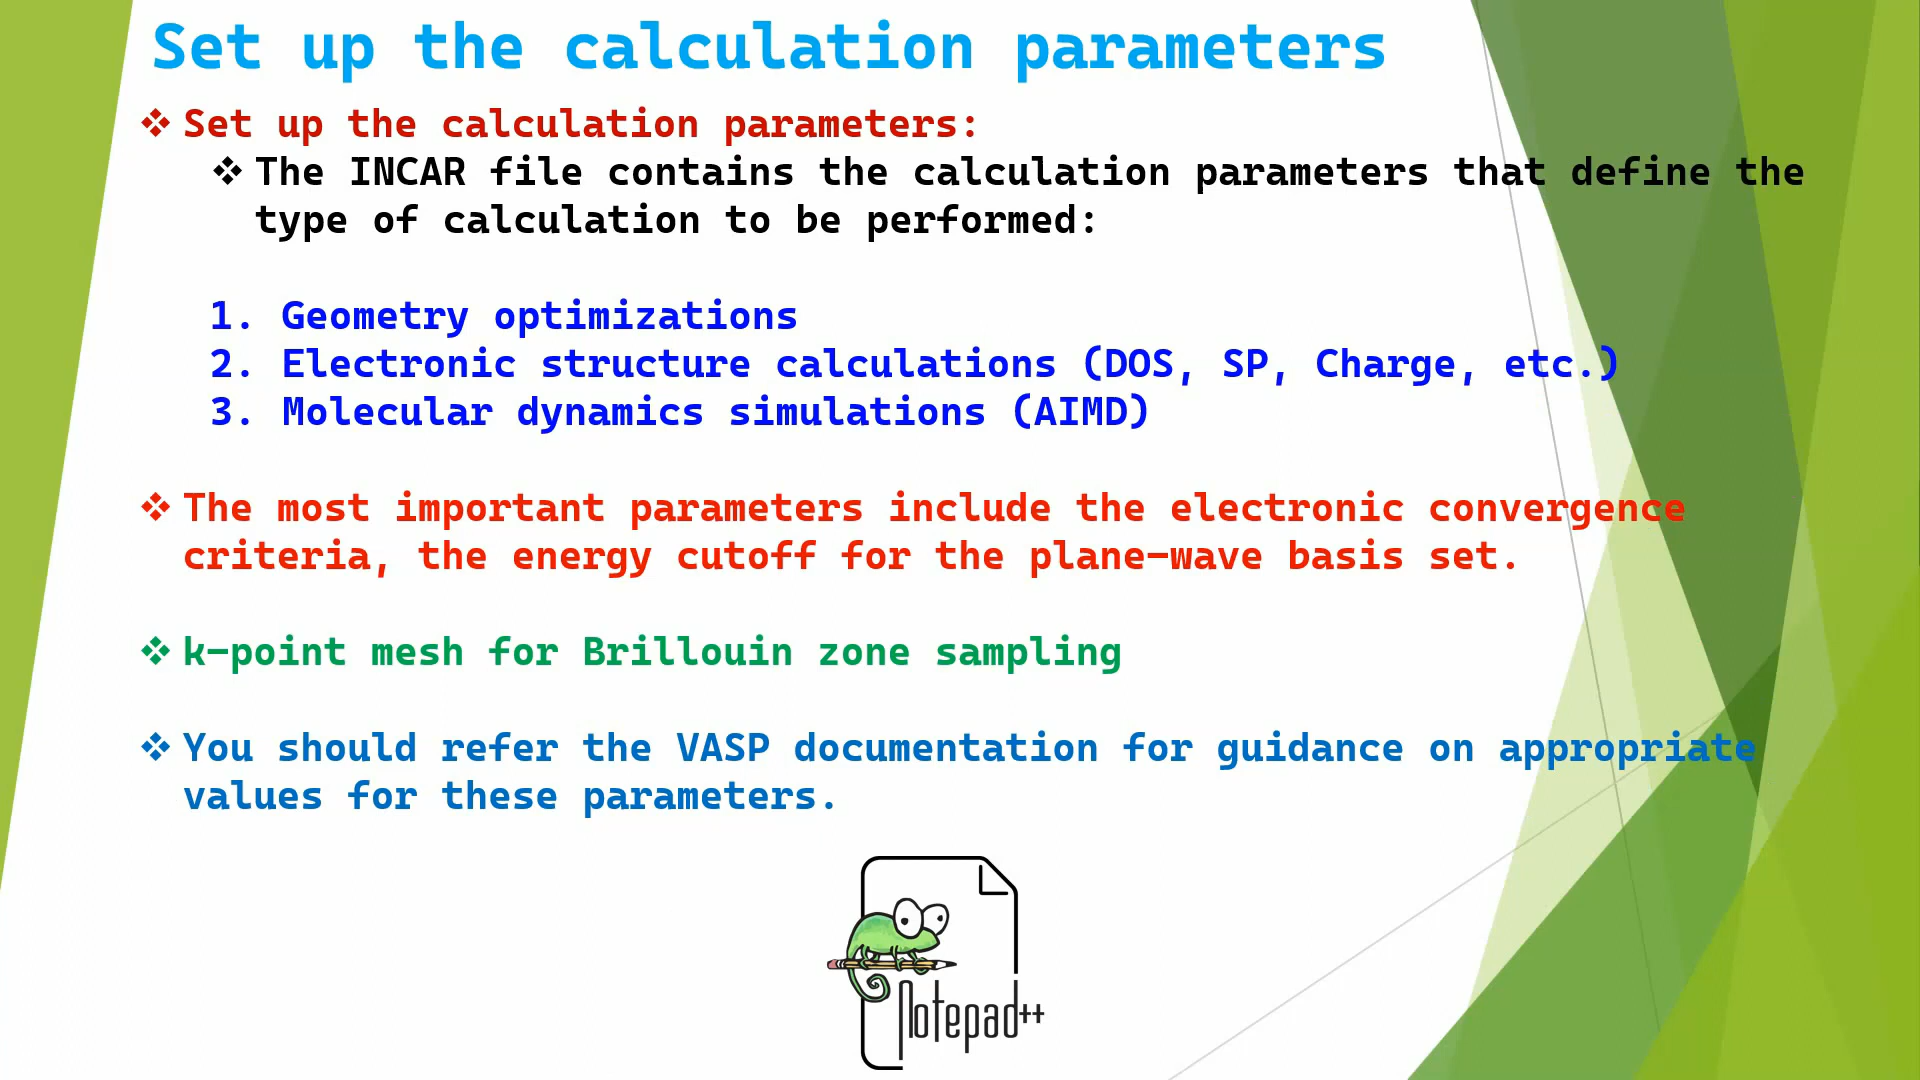 Set up the calculation parameters
❖ Set up the calculation parameters:
❖ The INCAR file contains the calculation parameters that define the
type of calculation to be performed:
1. Geometry optimizations
2. Electronic structure calculations (DOS, SP, Charge, etc.)
3. Molecular dynamics simulations (AIMD)
❖ The most important parameters include the electronic convergence
criteria, the energy cutoff for the plane-wave basis set.
❖ k-point mesh for Brillouin zone sampling
❖ You should refer the VASP documentation for guidance on appropriate
values for these parameters.
Notepad++